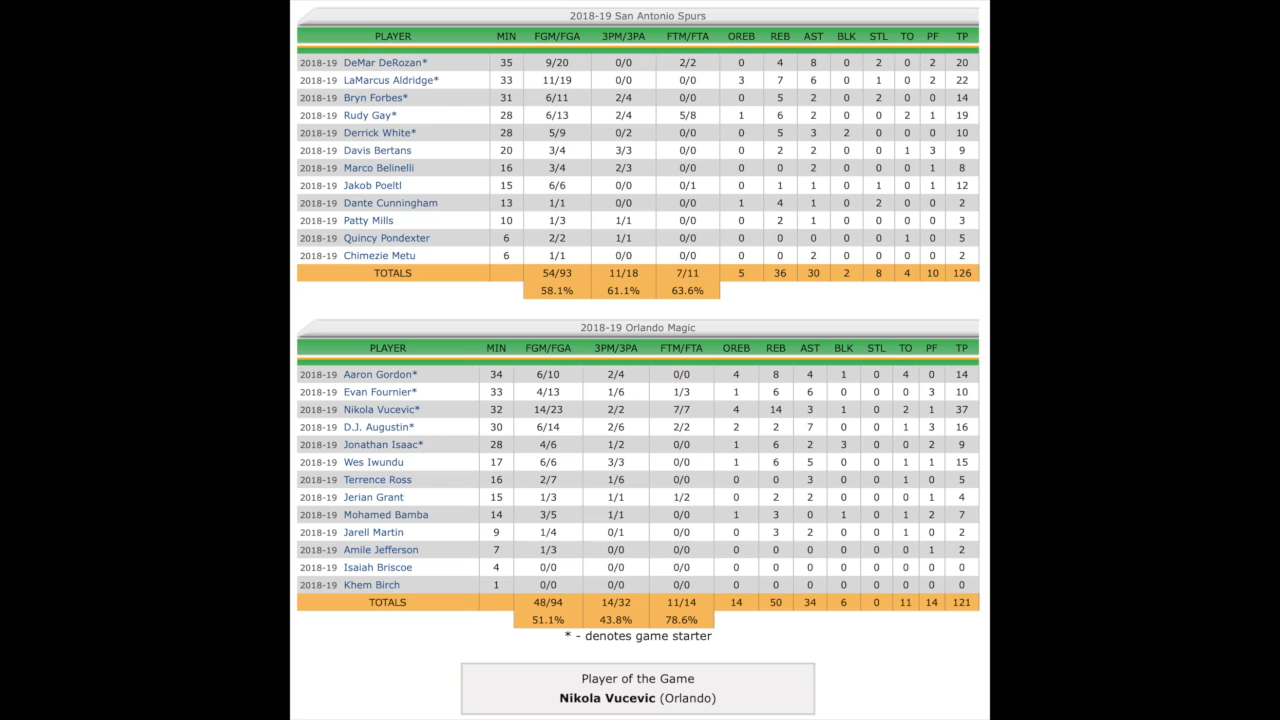 2018-19 San Antonio Spurs
PLAYER MIN FGM/FGA 3PM/3PA FTM/FTA OREB REB AST BLK STL TO PF TP
2018-19 DeMar DeRozan* 35 9/20 0/0 2/2 0 4 8 0 2 0 2 20
2018-19 LaMarcus Aldridge* 33 11/19 0/0 0/0 3 7 6 0 1 0 2 22
2018-19 Bryn Forbes* 31 6/11 2/4 0/0 0 5 2 0 2 0 0 14
2018-19 Rudy Gay* 28 6/13 2/4 5/8 1 6 2 0 0 2 1 19
2018-19 Derrick White* 28 5/9 0/2 0/0 0 5 3 2 0 0 0 10
2018-19 Davis Bertans 20 3/4 3/3 0/0 0 2 2 0 0 1 3 9
2018-19 Marco Belinelli 16 3/4 2/3 0/0 0 0 2 0 0 0 1 8
2018-19 Jakob Poeltl 15 6/6 0/0 0/1 0 1 1 0 1 0 1 12
2018-19 Dante Cunningham 13 1/1 0/0 0/0 1 4 1 0 2 0 0 2
2018-19 Patty Mills 10 1/3 1/1 0/0 0 2 1 0 0 0 0 3
2018-19 Quincy Pondexter 6 2/2 1/1 0/0 0 0 0 0 0 1 0 5
2018-19 Chimezie Metu 6 1/1 0/0 0/0 0 0 2 0 0 0 0 2
TOTALS 54/93 11/18 7/11 5 36 30 2 8 4 10 126
58.1% 61.1% 63.6%
2018-19 Orlando Magic
PLAYER MIN FGM/FGA 3PM/3PA FTM/FTA OREB REB AST BLK STL TO PF TP
2018-19 Aaron Gordon* 34 6/10 2/4 0/0 4 8 4 1 0 4 0 14
2018-19 Evan Fournier* 33 4/13 1/6 1/3 1 6 6 0 0 0 3 10
2018-19 Nikola Vucevic* 32 14/23 2/2 7/7 4 14 3 1 0 2 1 37
2018-19 D.J. Augustin* 30 6/14 2/6 2/2 2 2 7 0 0 1 3 16
2018-19 Jonathan Isaac* 28 4/6 1/2 0/0 1 6 2 3 0 0 2 9
2018-19 Wes Iwundu 17 6/6 3/3 0/0 1 6 5 0 0 1 1 15
2018-19 Terrence Ross 16 2/7 1/6 0/0 0 0 3 0 0 1 0 5
2018-19 Jerian Grant 15 1/3 1/1 1/2 0 2 2 0 0 0 1 4
2018-19 Mohamed Bamba 14 3/5 1/1 0/0 1 3 0 1 0 1 2 7
2018-19 Jarell Martin 9 1/4 0/1 0/0 0 3 2 0 0 1 0 2
2018-19 Amile Jefferson 7 1/3 0/0 0/0 0 0 0 0 0 0 1 2
2018-19 Isaiah Briscoe 4 0/0 0/0 0/0 0 0 0 0 0 0 0 0
2018-19 Khem Birch 1 0/0 0/0 0/0 0 0 0 0 0 0 0 0
TOTALS 48/94 14/32 11/14 14 50 34 6 0 11 14 121
51.1% 43.8% 78.6%
* - denotes game starter
Player of the Game
Nikola Vucevic (Orlando)